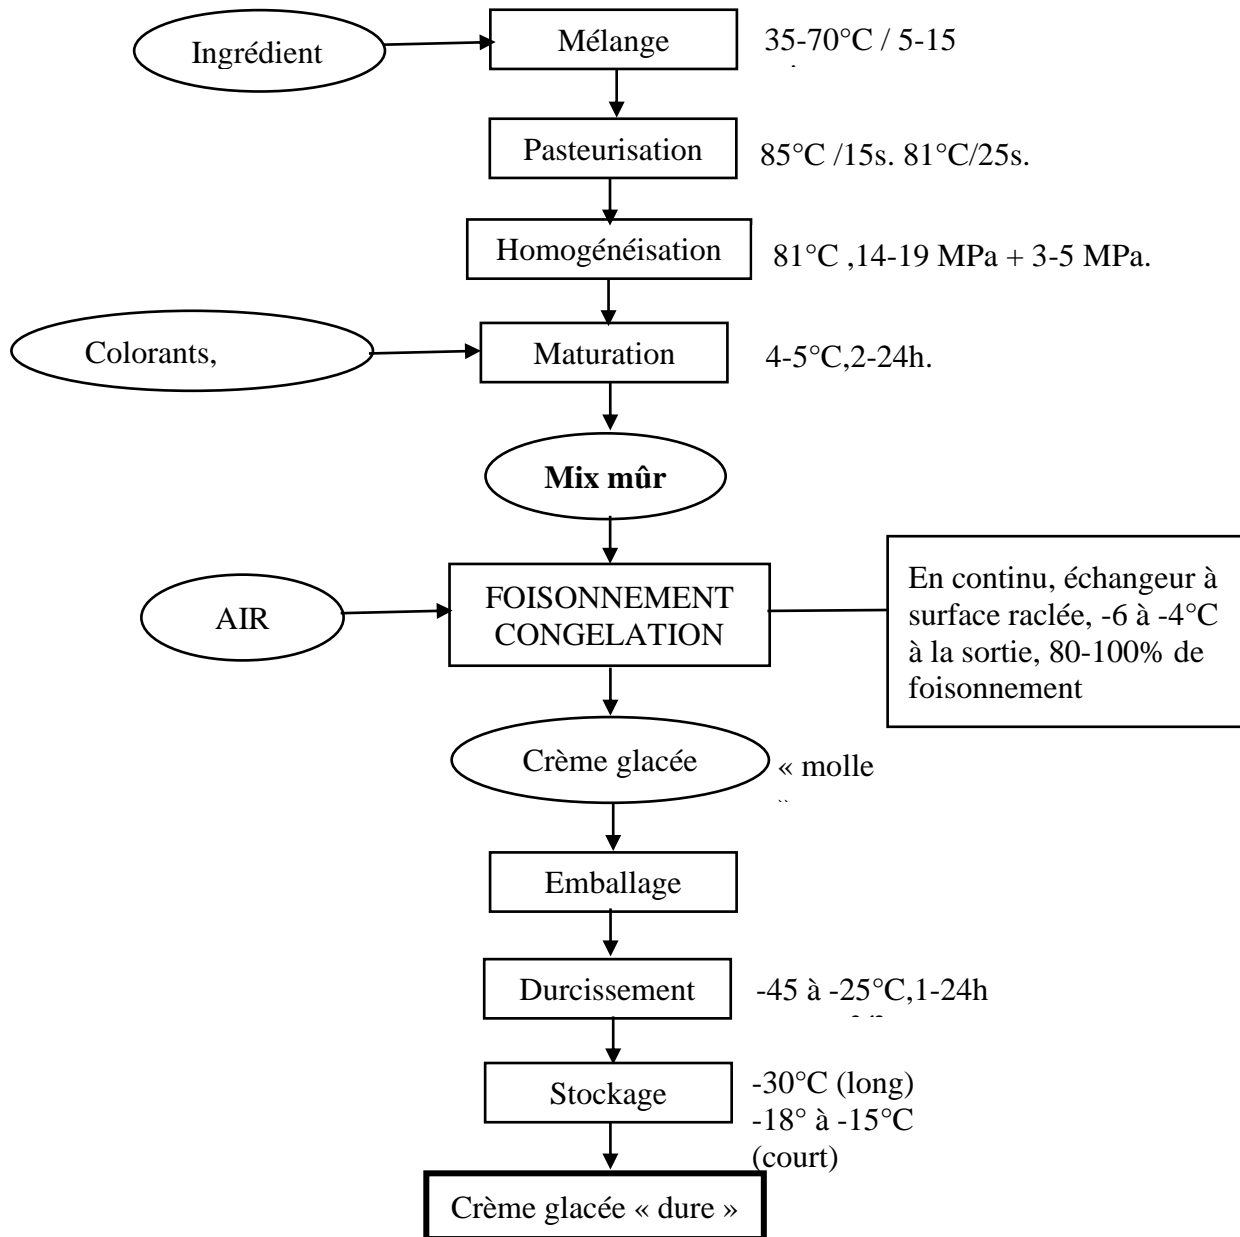 Ingrédient
Mélange
35-70°C / 5-15
Pasteurisation
85°C /15s. 81°C/25s.
Homogénéisation
81°C ,14-19 MPa + 3-5 MPa.
Colorants,
Maturation
4-5°C,2-24h.
Mix mûr
AIR
FOISONNEMENT
CONGELATION
En continu, échangeur à
surface raclée, -6 à -4°C
à la sortie, 80-100% de
foisonnement
Crème glacée
« molle
Emballage
Durcissement
-45 à -25°C,1-24h
Stockage
-30°C (long)
-18° à -15°C
(court)
Crème glacée « dure »